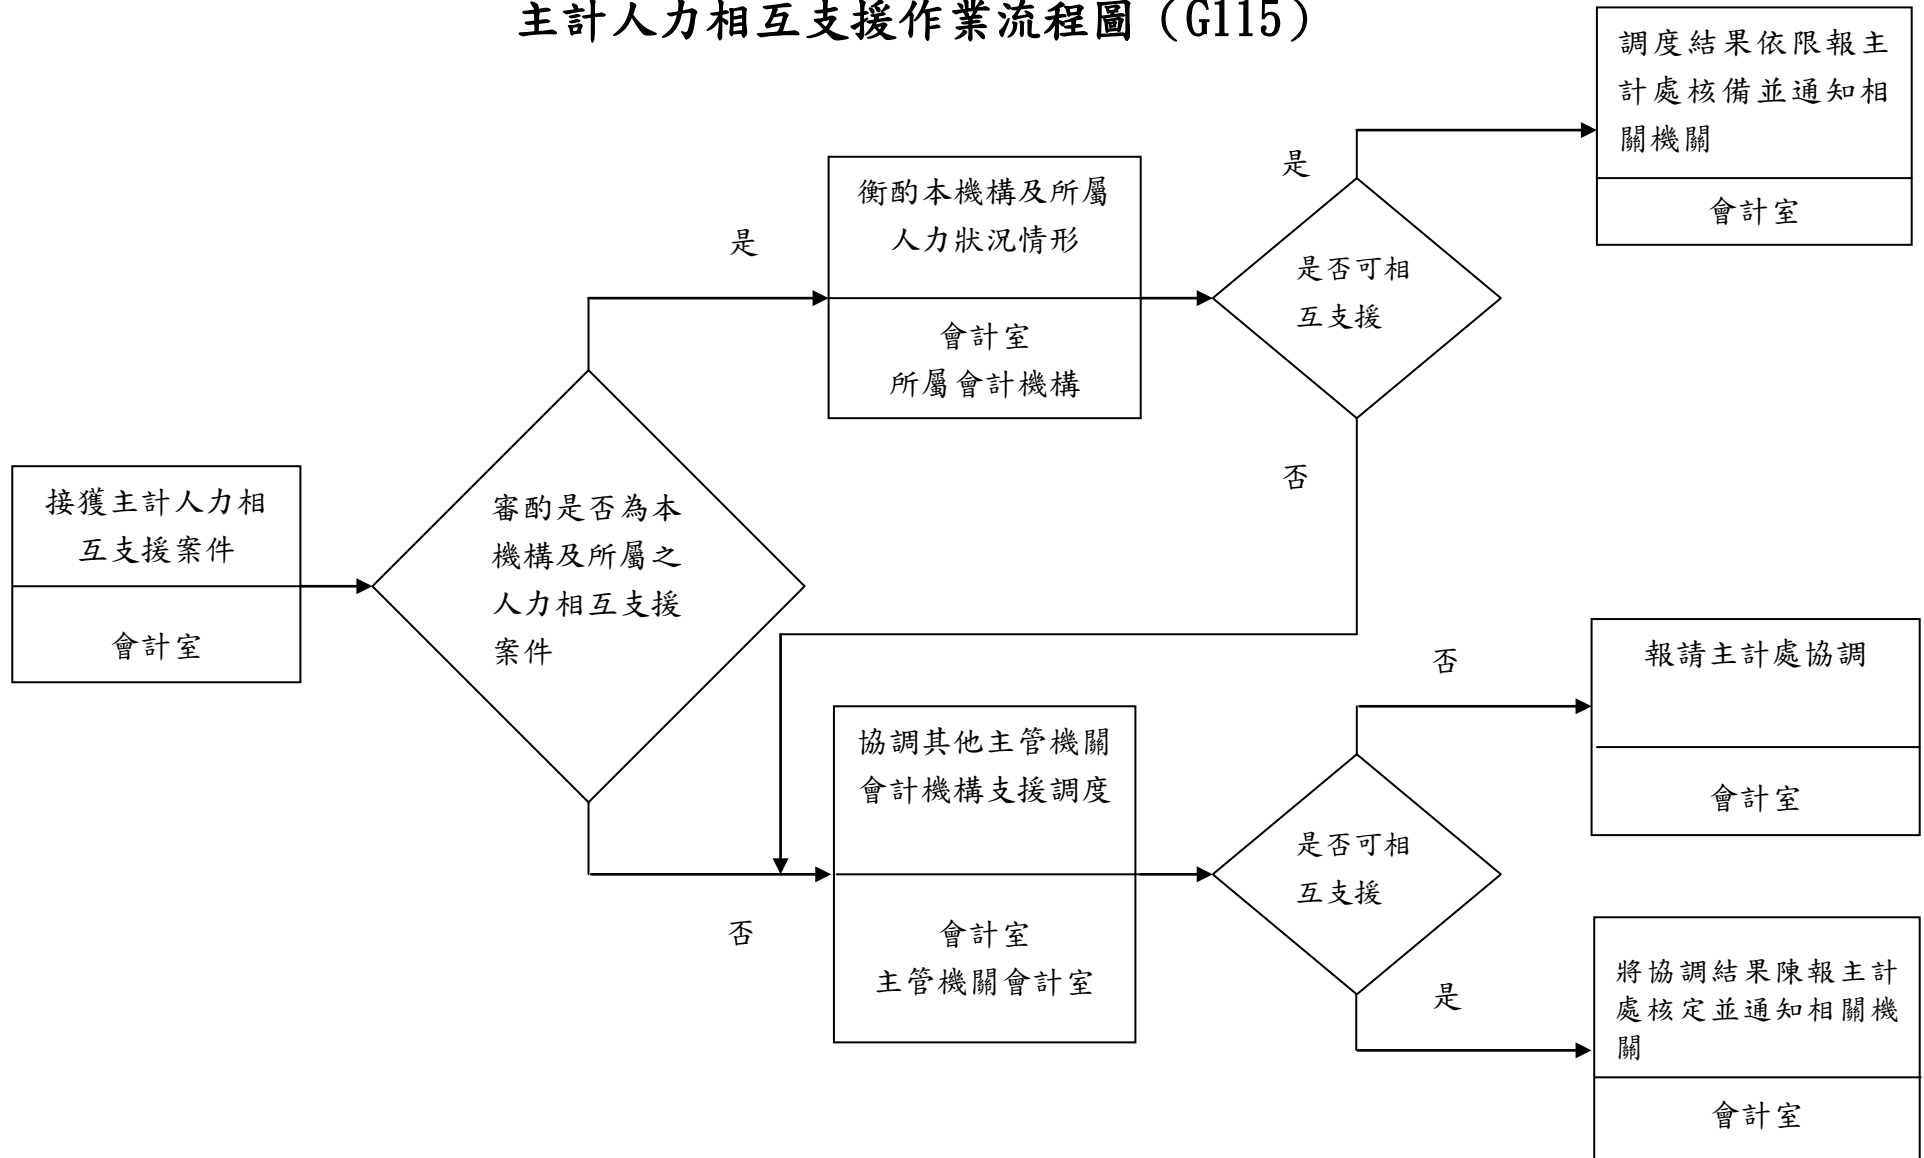 主計人力相互支援作業流程圖（G115）
調度結果依限報主
計處核備並通知相
關機關
會計室
是
衡酌本機構及所屬
人力狀況情形
會計室
所屬會計機構
是
是否可相
互支援
否
接獲主計人力相
互支援案件
會計室
審酌是否為本
機構及所屬之
人力相互支援
案件
否
報請主計處協調
會計室
協調其他主管機關
會計機構支援調度
會計室
主管機關會計室
是否可相
互支援
否
是
將協調結果陳報主計
處核定並通知相關機
關
會計室